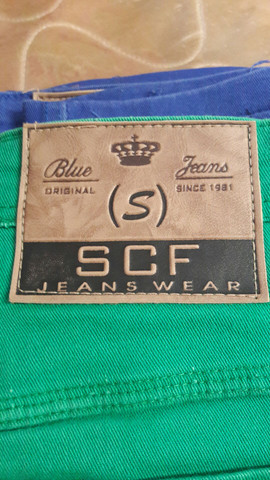 Blue Jeans
ORIGINAL SINCE 1981
(S)
SCF
JEANS WEAR